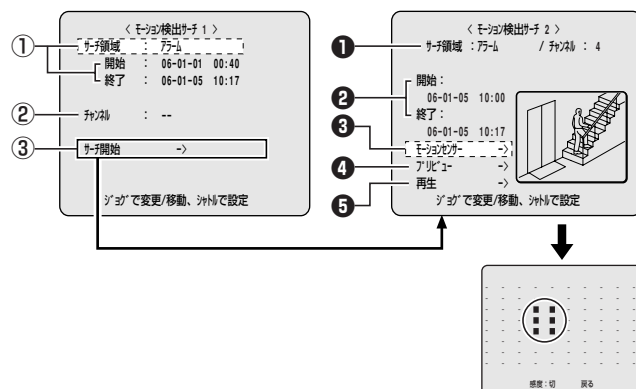 < モーション検出サーチ 1 >
① サーチ領域 : アラーム
開始 : 06-01-01 00:40
終了 : 06-01-05 10:17
② チャンネル : --
③ サーチ開始 ->
ジョグで変更/移動、シャトルで設定
< モーション検出サーチ 2 >
❶ サーチ領域 : アラーム / チャンネル : 4
❷ 開始 :
06-01-05 10:00
終了 :
06-01-05 10:17
❸ モーションセンサー ->
❹ プリビュー ->
❺ 再生 ->
ジョグで変更/移動、シャトルで設定
感度 : 切 戻る